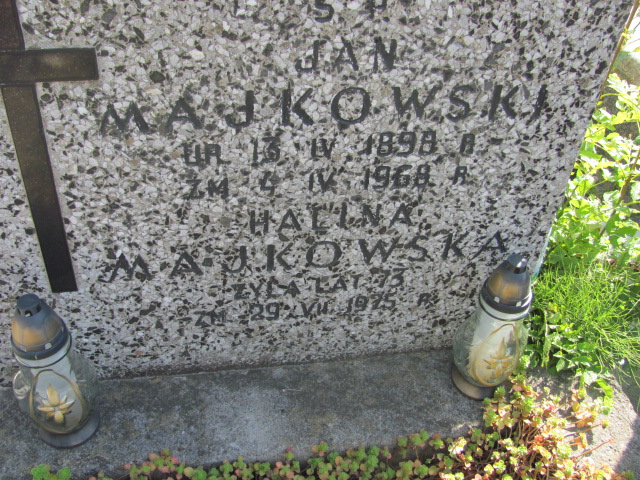 Ś P
JAN
MAJKOWSKI
UR 13 IV 1898 R
ZM 4 IV 1968 R
HALINA
MAJKOWSKA
ŻYŁA LAT 73
ZM 29 VII 1975 R